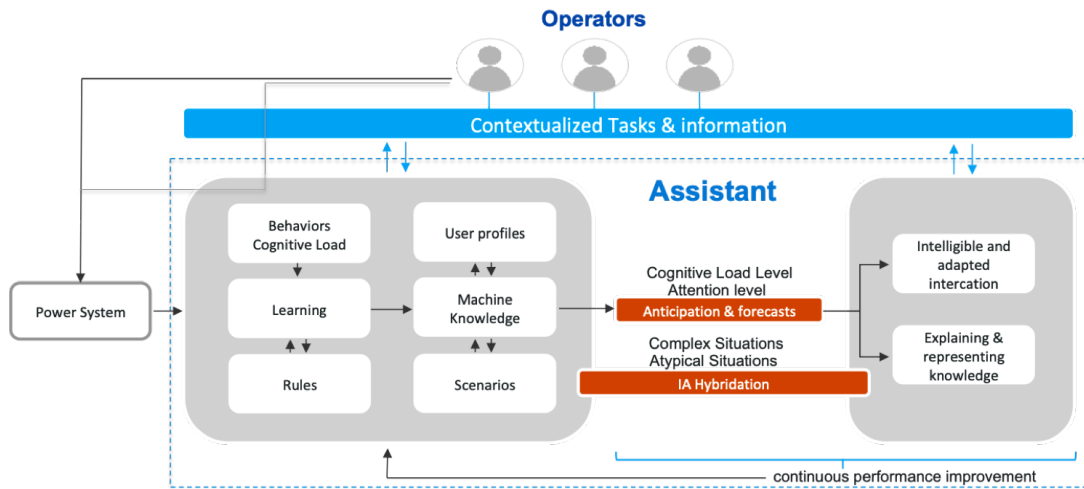 Operators
Contextualized Tasks & information
Assistant
Behaviors
Cognitive Load
User profiles
Learning
Machine
Knowledge
Rules
Scenarios
Power System
Cognitive Load Level
Attention level
Anticipation & forecasts
Complex Situations
Atypical Situations
IA Hybridation
Intelligible and
adapted
intercation
Explaining &
representing
knowledge
continuous performance improvement